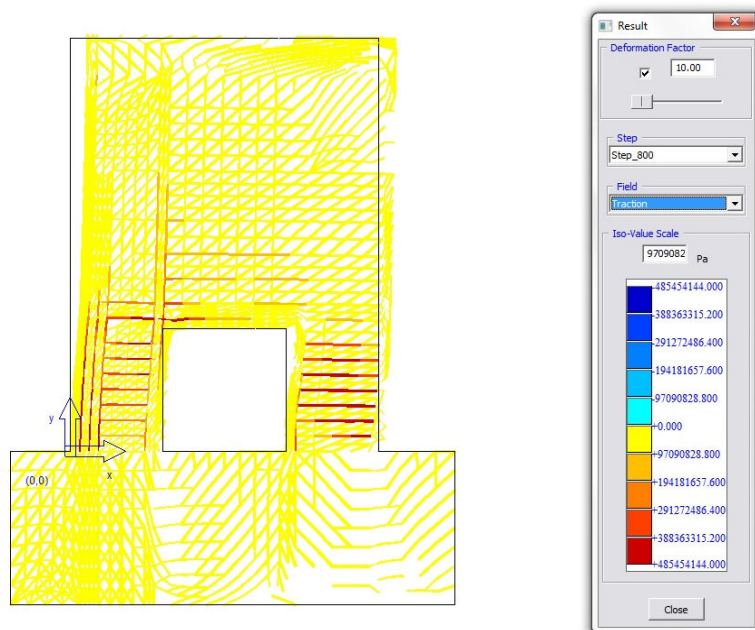 Result
Deformation Factor
10.00
Step
Step_800
Field
Traction
Iso-Value Scale
9709082
Pa
-485454144.000
-388363315.200
-291272486.400
-194181657.600
-97090828.800
+0.000
+97090828.800
+194181657.600
+291272486.400
+388363315.200
+485454144.000
Close
y
x
(0,0)